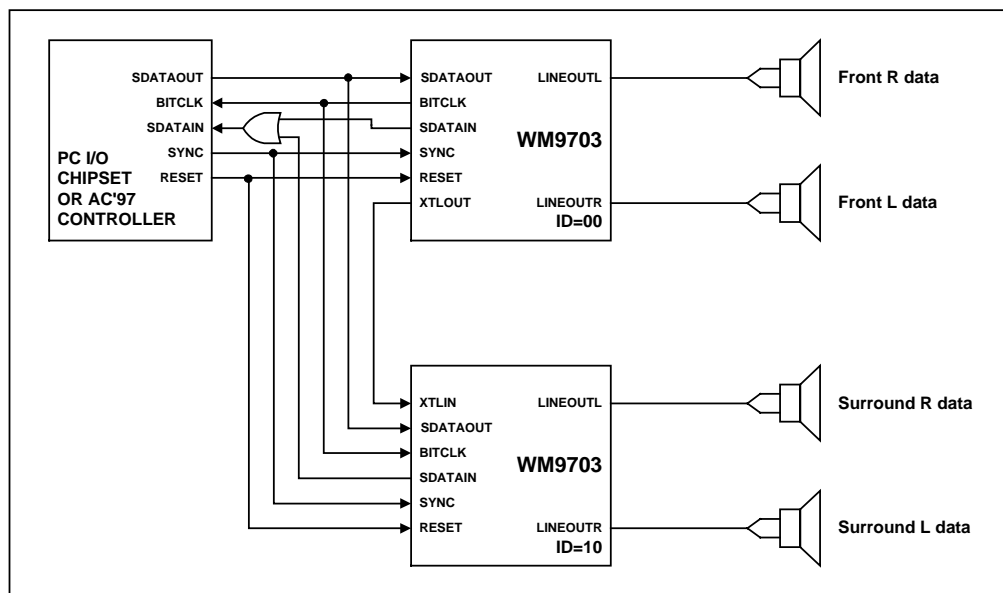 SDATAOUT
BITCLK
SDATAIN
SYNC
RESET
PC I/O
CHIPSET
OR AC'97
CONTROLLER
SDATAOUT
BITCLK
SDATAIN
SYNC
RESET
XTLOUT
LINEOUTL
WM9703
LINEOUTR
ID=00
Front R data
Front L data
XTLIN
SDATAOUT
BITCLK
SDATAIN
SYNC
RESET
LINEOUTL
WM9703
LINEOUTR
ID=10
Surround R data
Surround L data